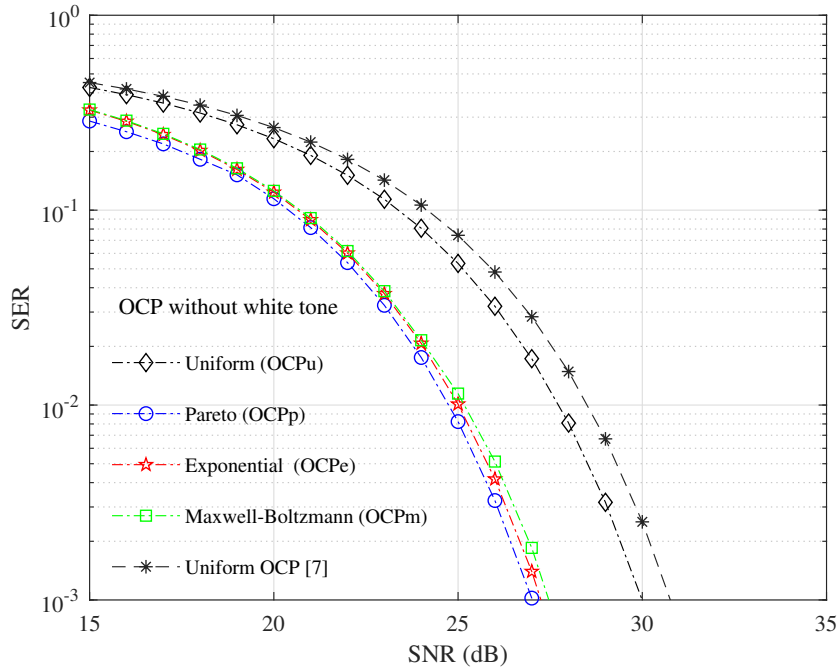 10^0
10^-1
10^-2
10^-3
SER
OCP without white tone
Uniform (OCPu)
Pareto (OCPp)
Exponential (OCPe)
Maxwell-Boltzmann (OCPm)
Uniform OCP [7]
15
20
25
30
35
SNR (dB)